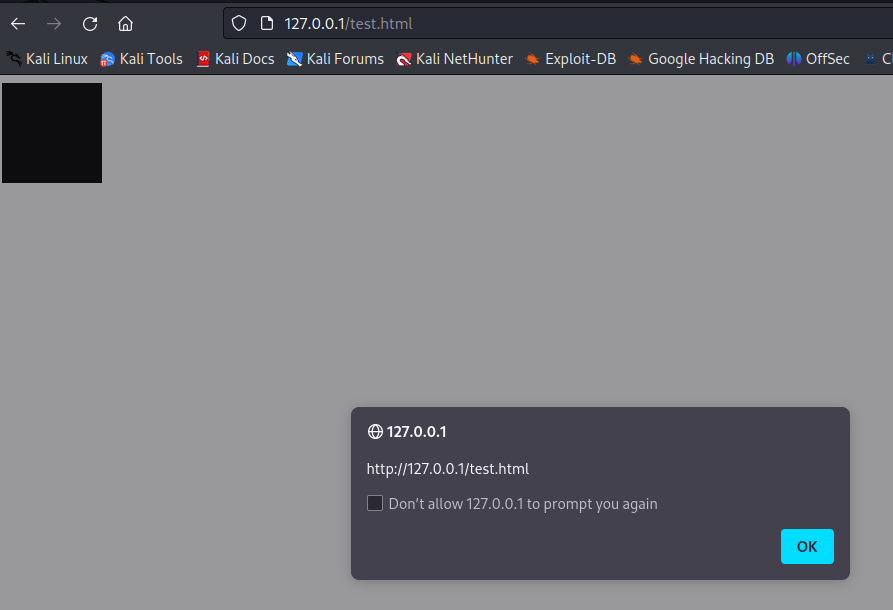 127.0.0.1/test.html
Kali Linux Kali Tools Kali Docs Kali Forums Kali NetHunter Exploit-DB Google Hacking DB OffSec
127.0.0.1
http://127.0.0.1/test.html
Don’t allow 127.0.0.1 to prompt you again
OK